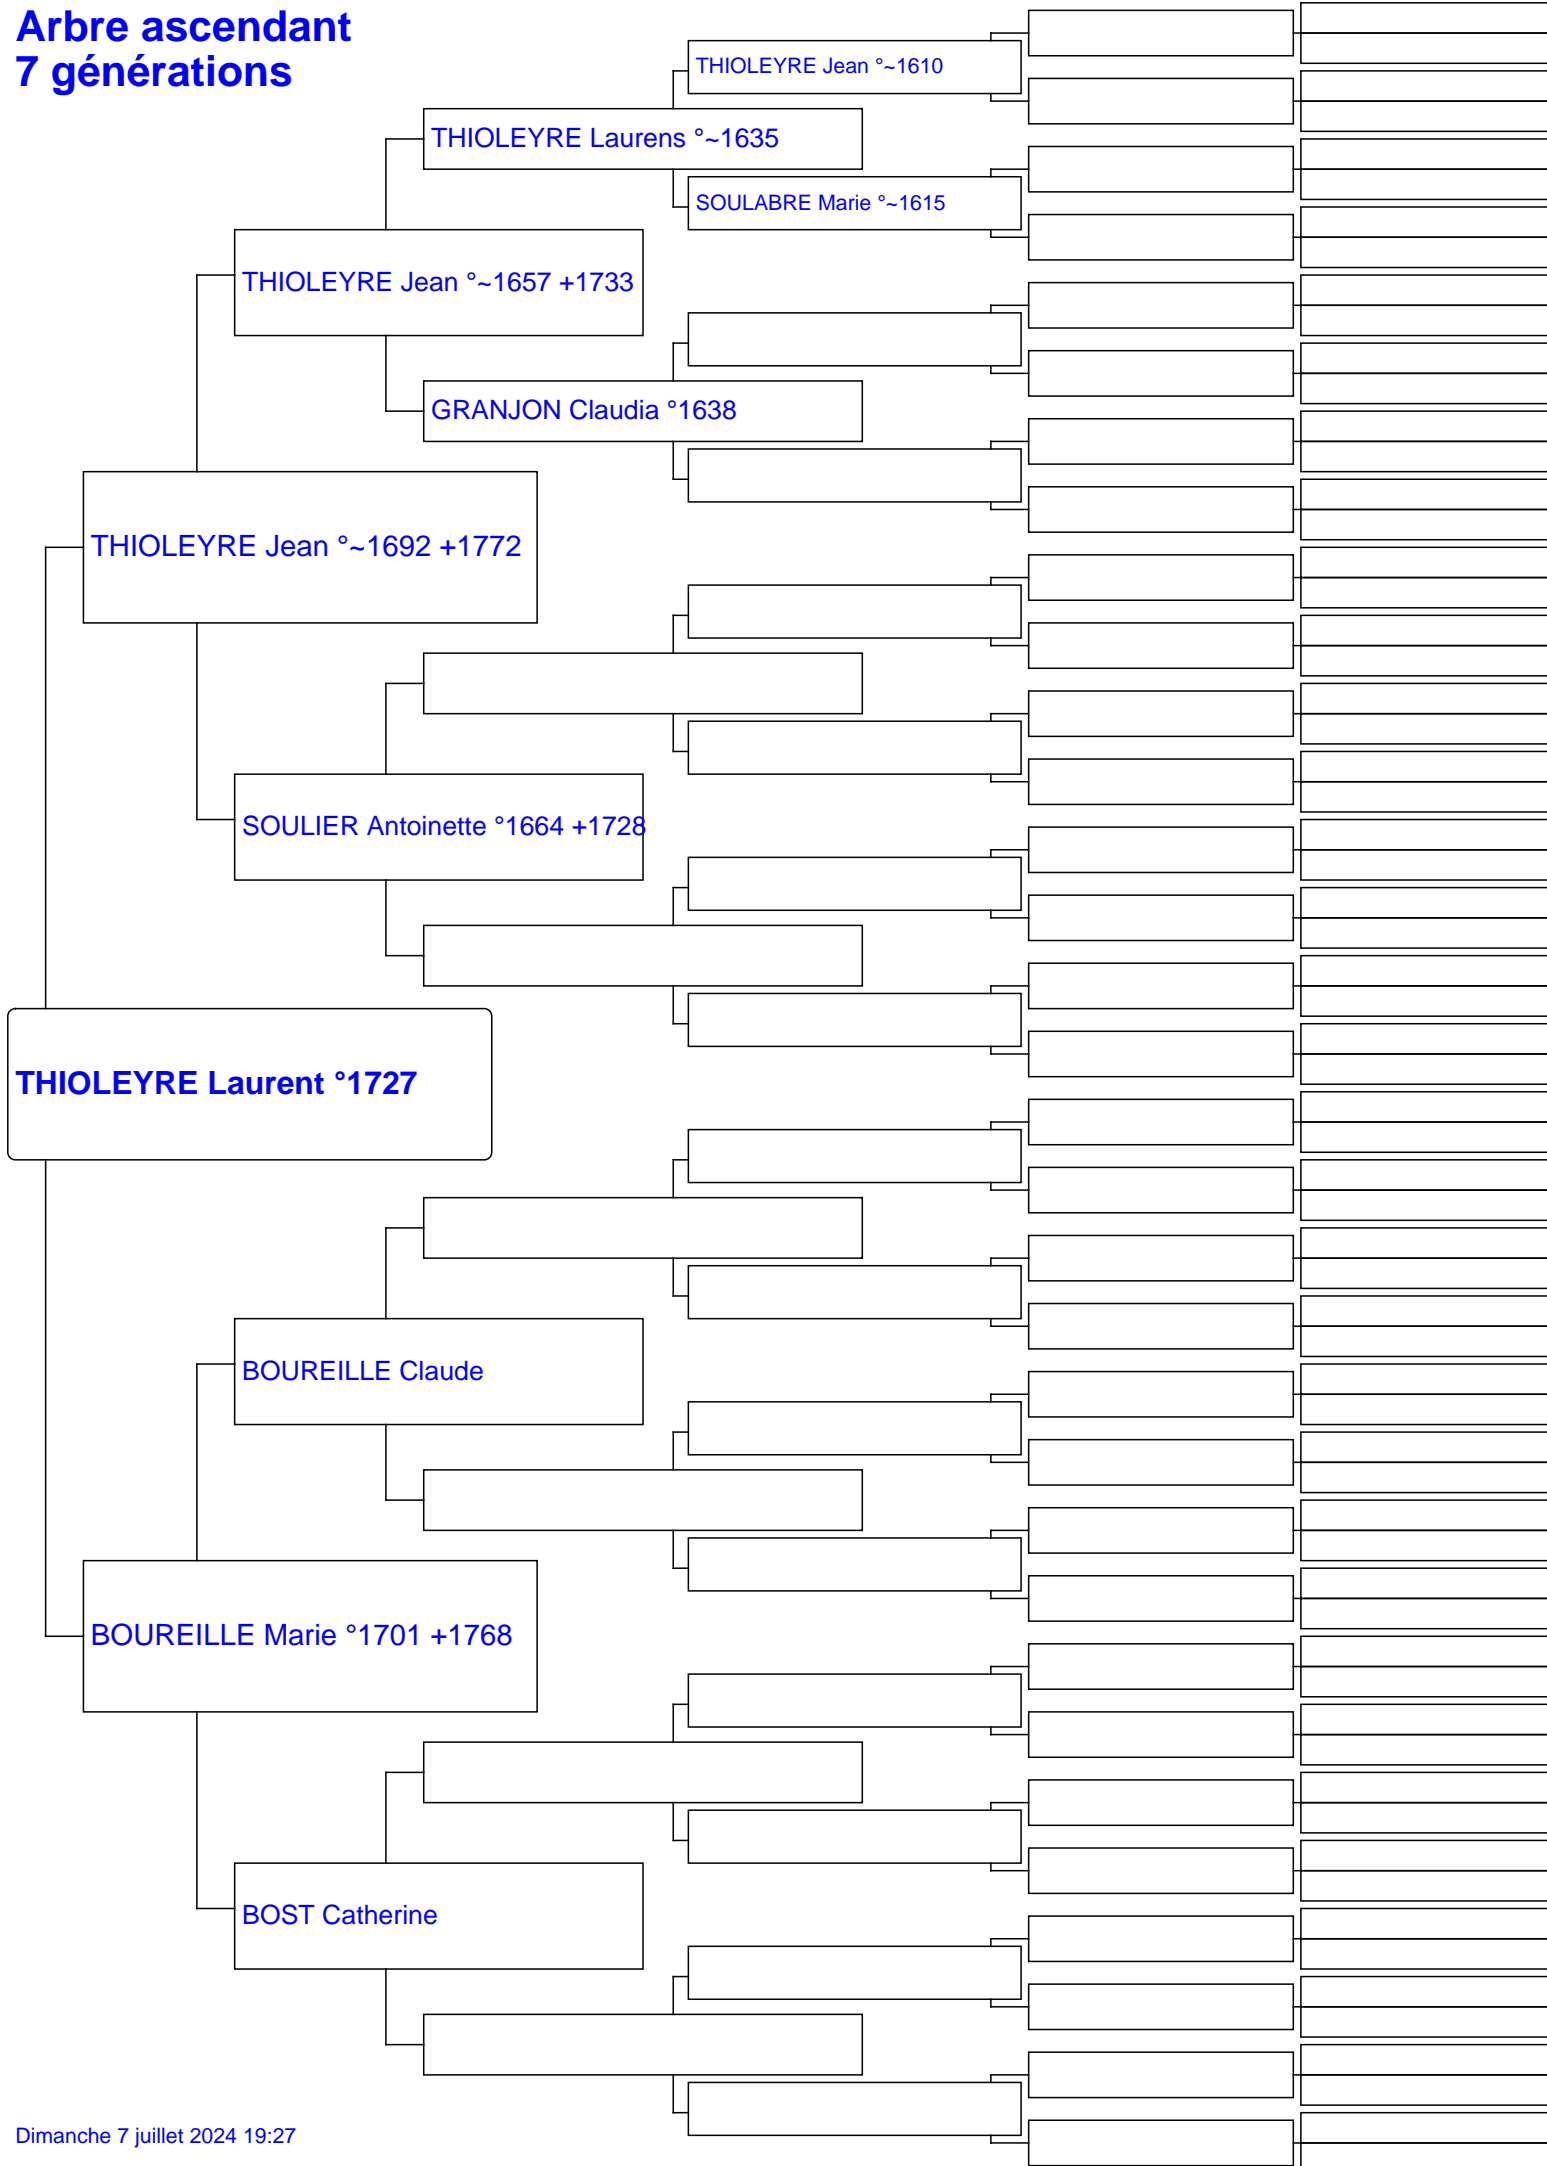 Arbre ascendant
7 générations
THIOLEYRE Jean °~1610
THIOLEYRE Laurens °~1635
SOULABRE Marie °~1615
THIOLEYRE Jean °~1657 +1733
GRANJON Claudia °1638
THIOLEYRE Jean °~1692 +1772
SOULIER Antoinette °1664 +1728
THIOLEYRE Laurent °1727
BOUREILLE Claude
BOUREILLE Marie °1701 +1768
BOST Catherine
Dimanche 7 juillet 2024 19:27